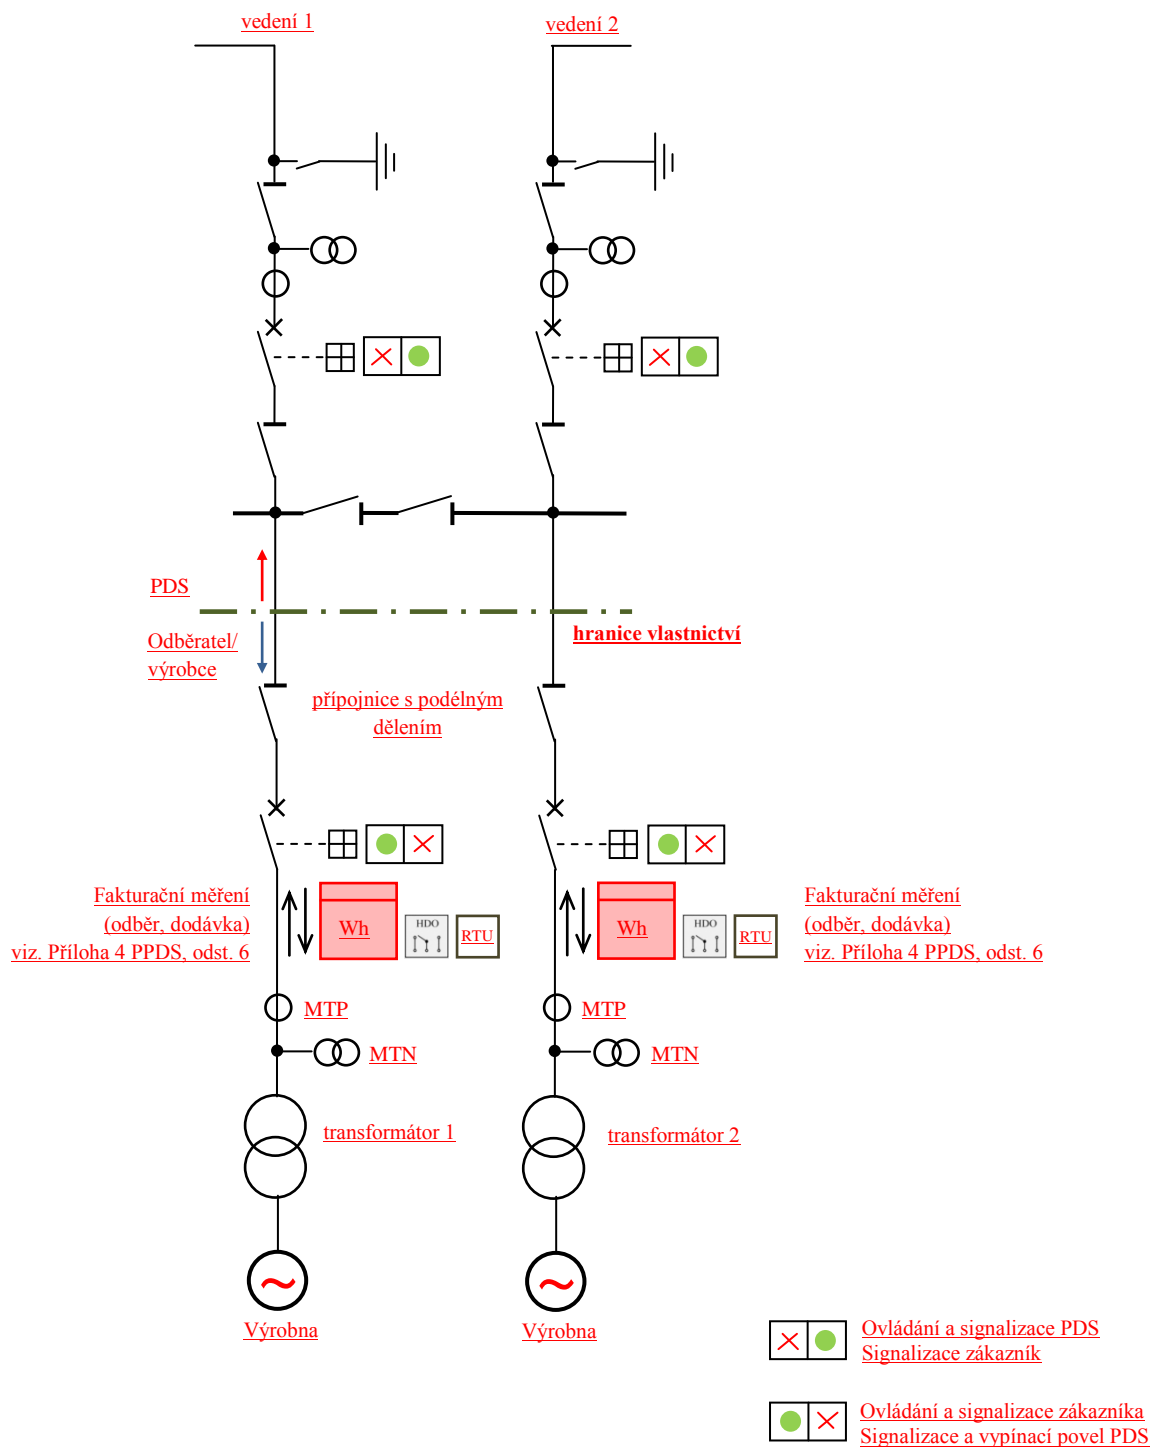 vedení 1
vedení 2
PDS
hranice vlastnictví
Odběratel/
výrobce
přípojnice s podélným
dělením
Fakturační měření
(odběr, dodávka)
viz. Příloha 4 PPDS, odst. 6
Wh
HDO
RTU
Wh
HDO
RTU
Fakturační měření
(odběr, dodávka)
viz. Příloha 4 PPDS, odst. 6
MTP
MTP
MTN
MTN
transformátor 1
transformátor 2
Výrobna
Výrobna
Ovládání a signalizace PDS
Signalizace zákazník
Ovládání a signalizace zákazníka
Signalizace a vypínací povel PDS